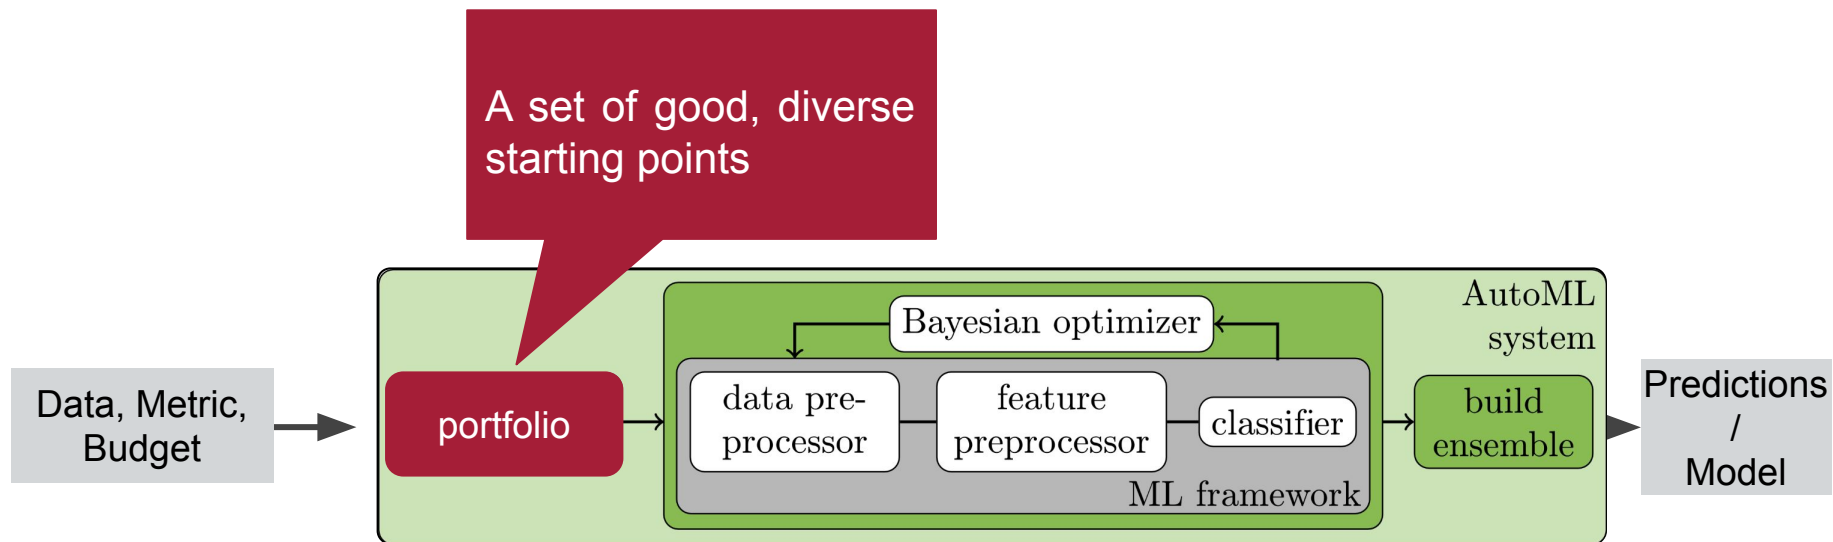 A set of good, diverse
starting points
AutoML
system
Bayesian optimizer
Data, Metric,
Budget
portfolio
data pre-
processor
feature
preprocessor
classifier
ML framework
build
ensemble
Predictions
/
Model